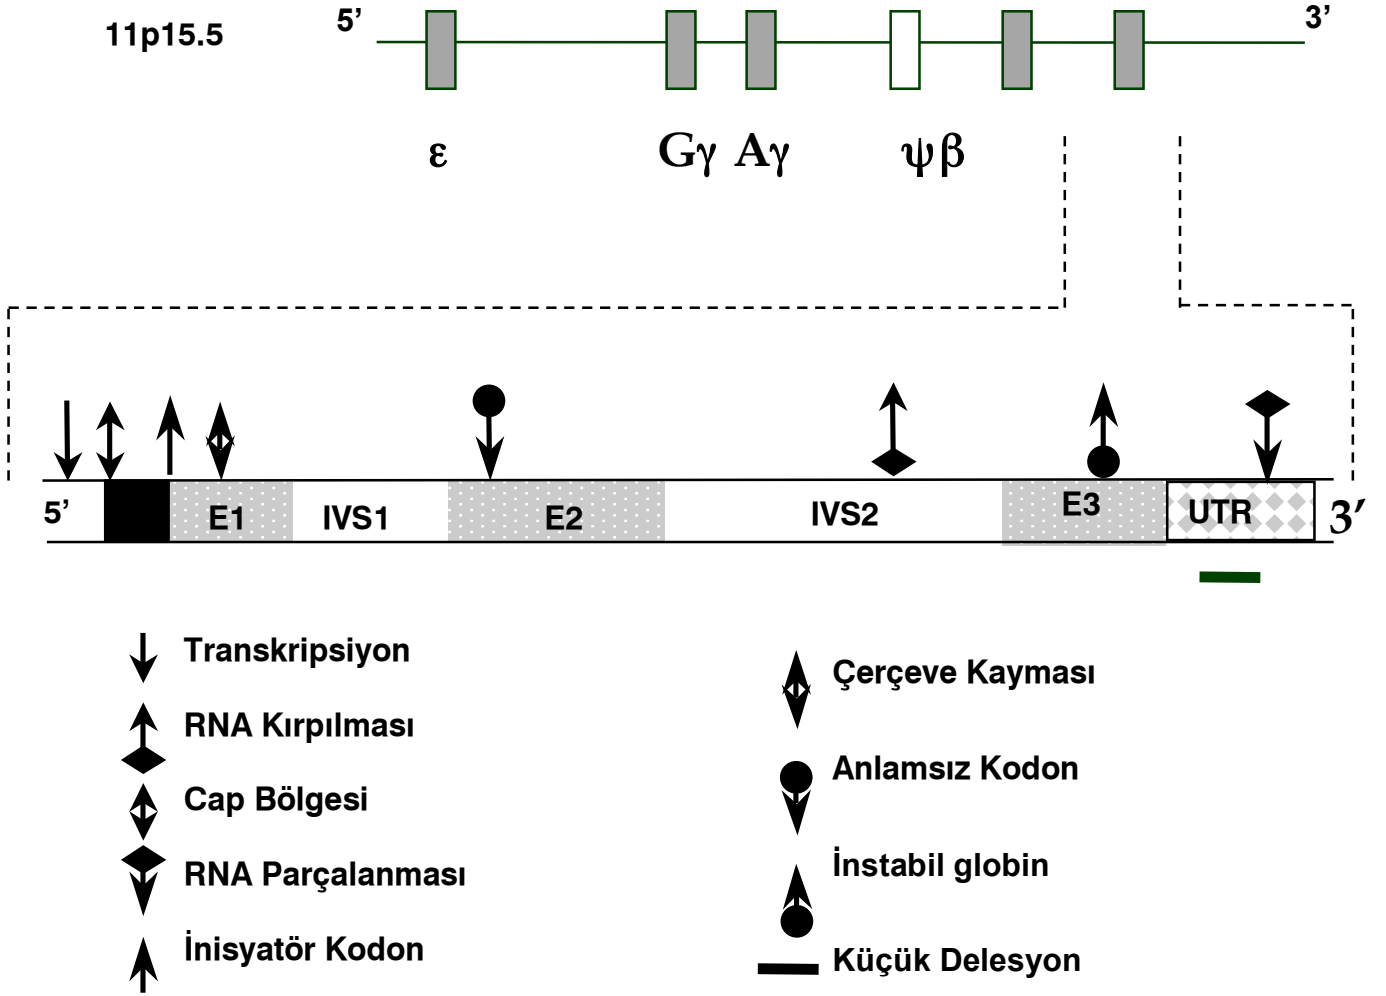 11p15.5 5’ 3’
ε Gγ Aγ ψβ
5’ E1 IVS1 E2 IVS2 E3 UTR 3′
Transkripsiyon
RNA Kırpılması
Cap Bölgesi
RNA Parçalanması
İnisyatör Kodon
Çerçeve Kayması
Anlamsız Kodon
İnstabil globin
Küçük Delesyon